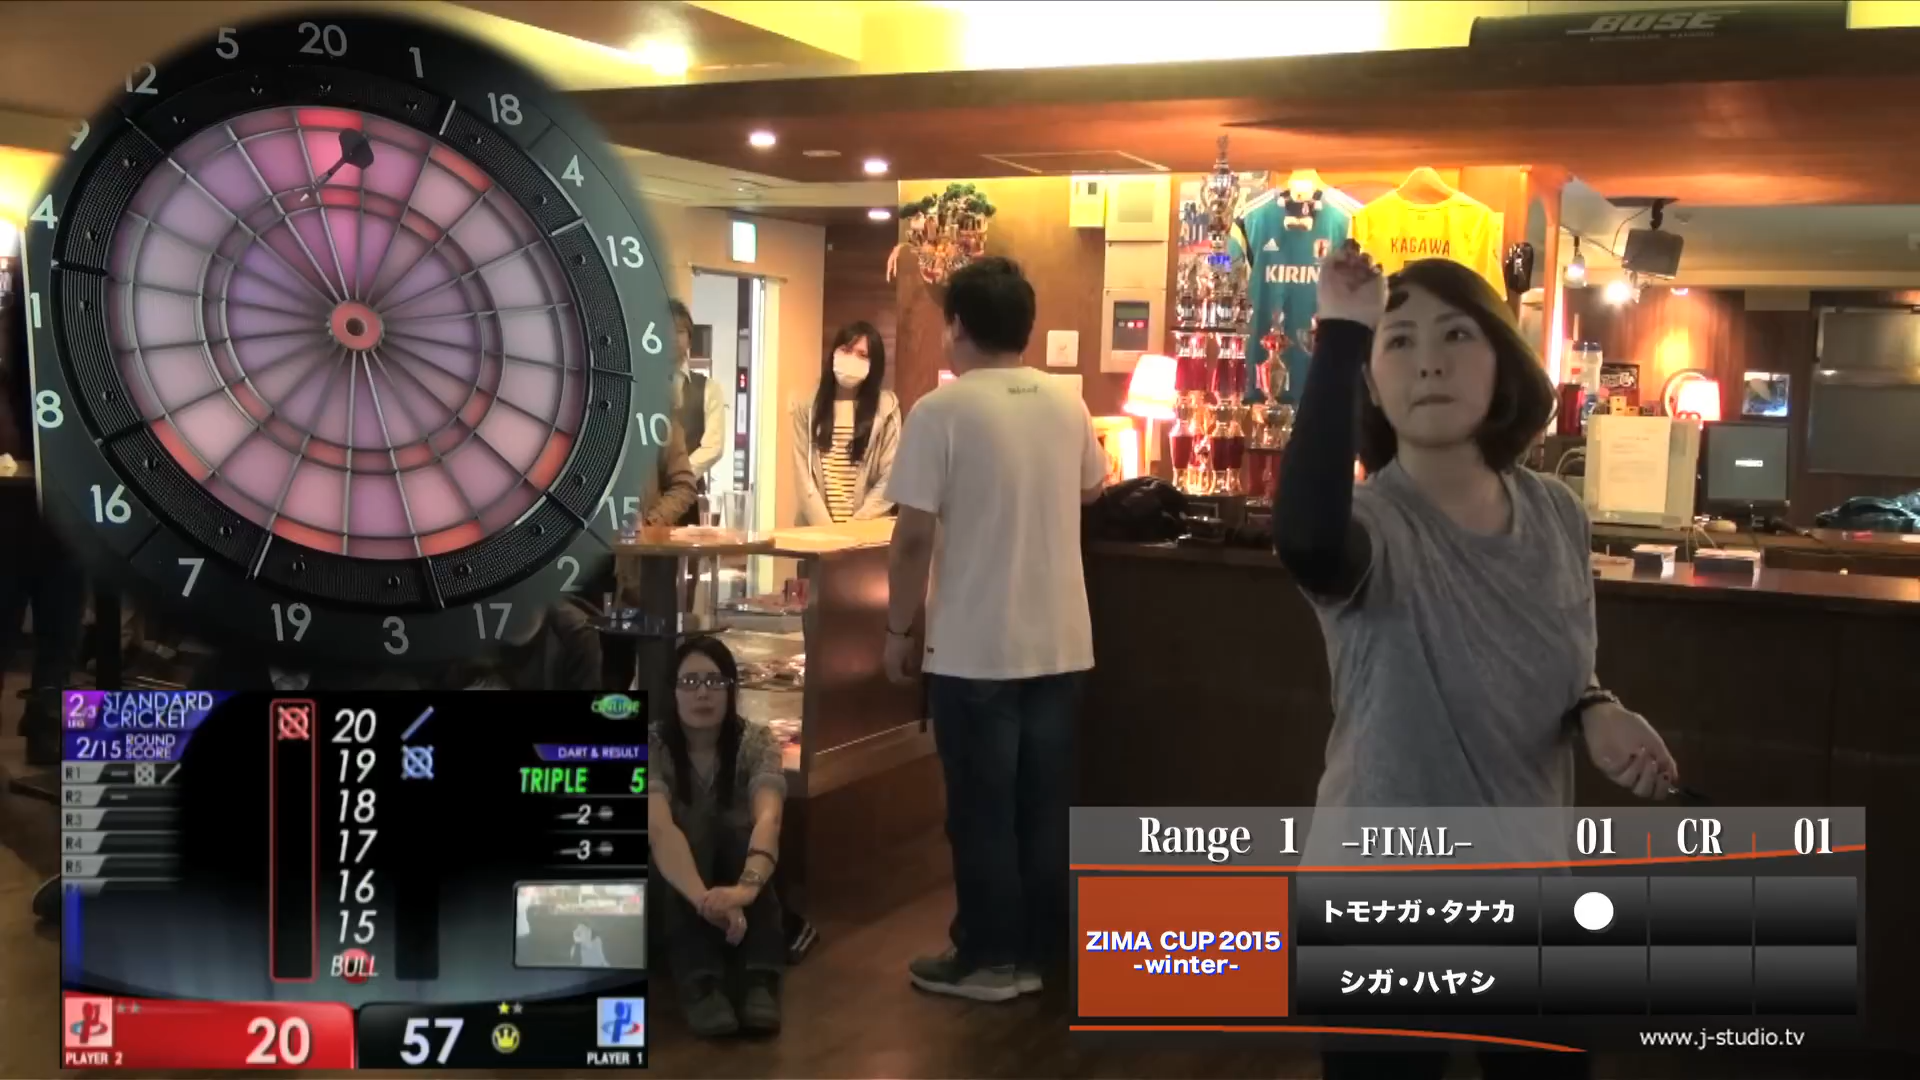 BOSE
5 20 1 18 4 13 6 10 15 2 17 3 19 7 16 8 12
KAGAWA
adidas
KIRIN
2/3 LEG
STANDARD CRICKET
2/15 ROUND SCORE
R1
R2
R3
R4
R5
20
19
18
17
16
15
BULL
ONLINE
DART & RESULT
TRIPLE 5
2
3
20
57
PLAYER 2
PLAYER 1
Range 1 -FINAL- 01 CR 01
ZIMA CUP 2015
-winter-
トモナガ・タナカ
シガ・ハヤシ
www.j-studio.tv